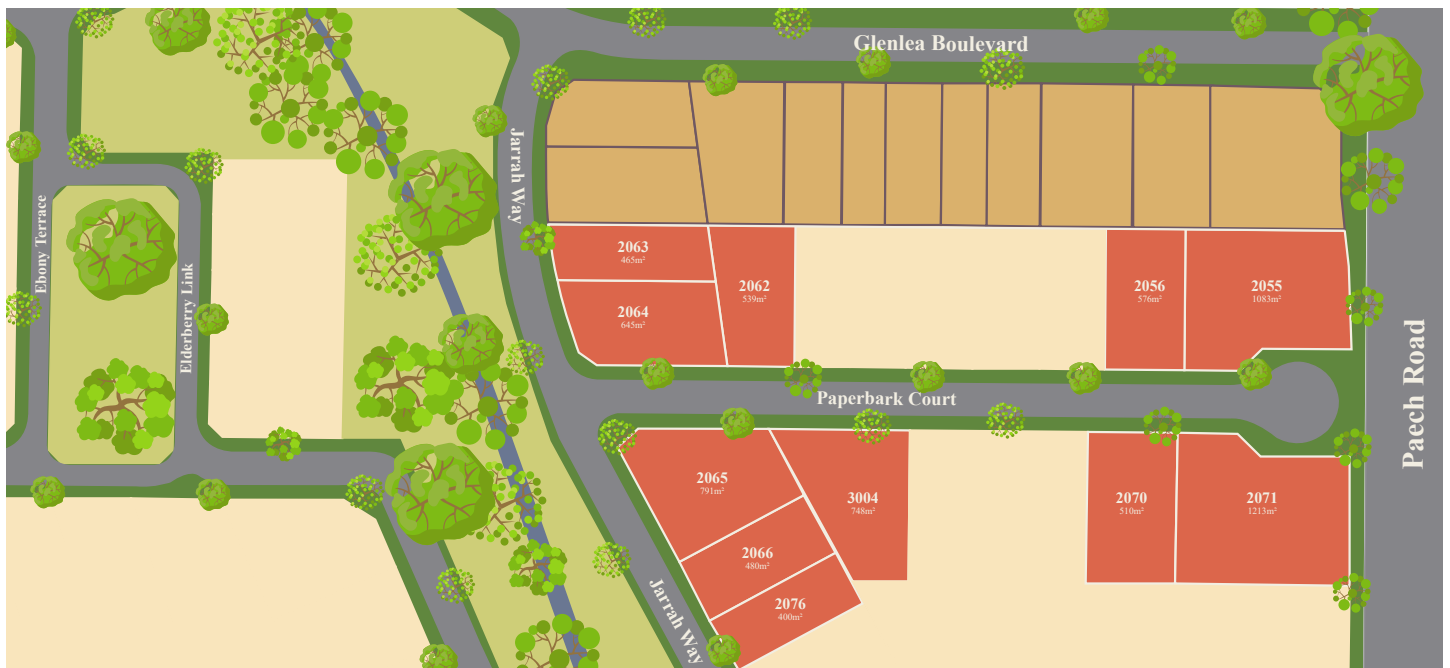 Glenlea Boulevard
Jarrah Way
Ebony Terrace
Elderberry Link
2063
465m²
2064
645m²
2062
539m²
2056
576m²
2055
1083m²
Paech Road
Paperbark Court
2065
791m²
3004
748m²
2070
510m²
2071
1213m²
2066
480m²
2076
400m²
Jarrah Way